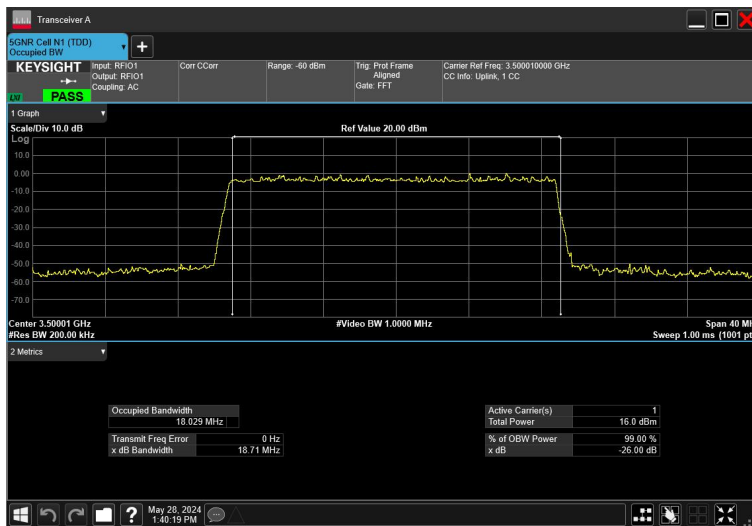 Transceiver A
5GNR Cell N1 (TDD)
Occupied BW
KEYSIGHT
Input: RFIO1
Output: RFIO1
Coupling: AC
Corr CCorr
Range: -60 dBm
Trig: Prot Frame
Aligned
Gate: FFT
Carrier Ref Freq: 3.500010000 GHz
CC Info: Uplink, 1 CC
LXI
PASS
1 Graph
Scale/Div 10.0 dB
Ref Value 20.00 dBm
Log
10.0
0.00
-10.0
-20.0
-30.0
-40.0
-50.0
-60.0
-70.0
Center 3.50001 GHz
#Video BW 1.0000 MHz
Span 40 MH
#Res BW 200.00 kHz
Sweep 1.00 ms (1001 pt
2 Metrics
Occupied Bandwidth
18.029 MHz
Active Carrier(s) 1
Total Power 16.0 dBm
Transmit Freq Error 0 Hz
% of OBW Power 99.00 %
x dB Bandwidth 18.71 MHz
x dB -26.00 dB
May 28, 2024
1:40:19 PM